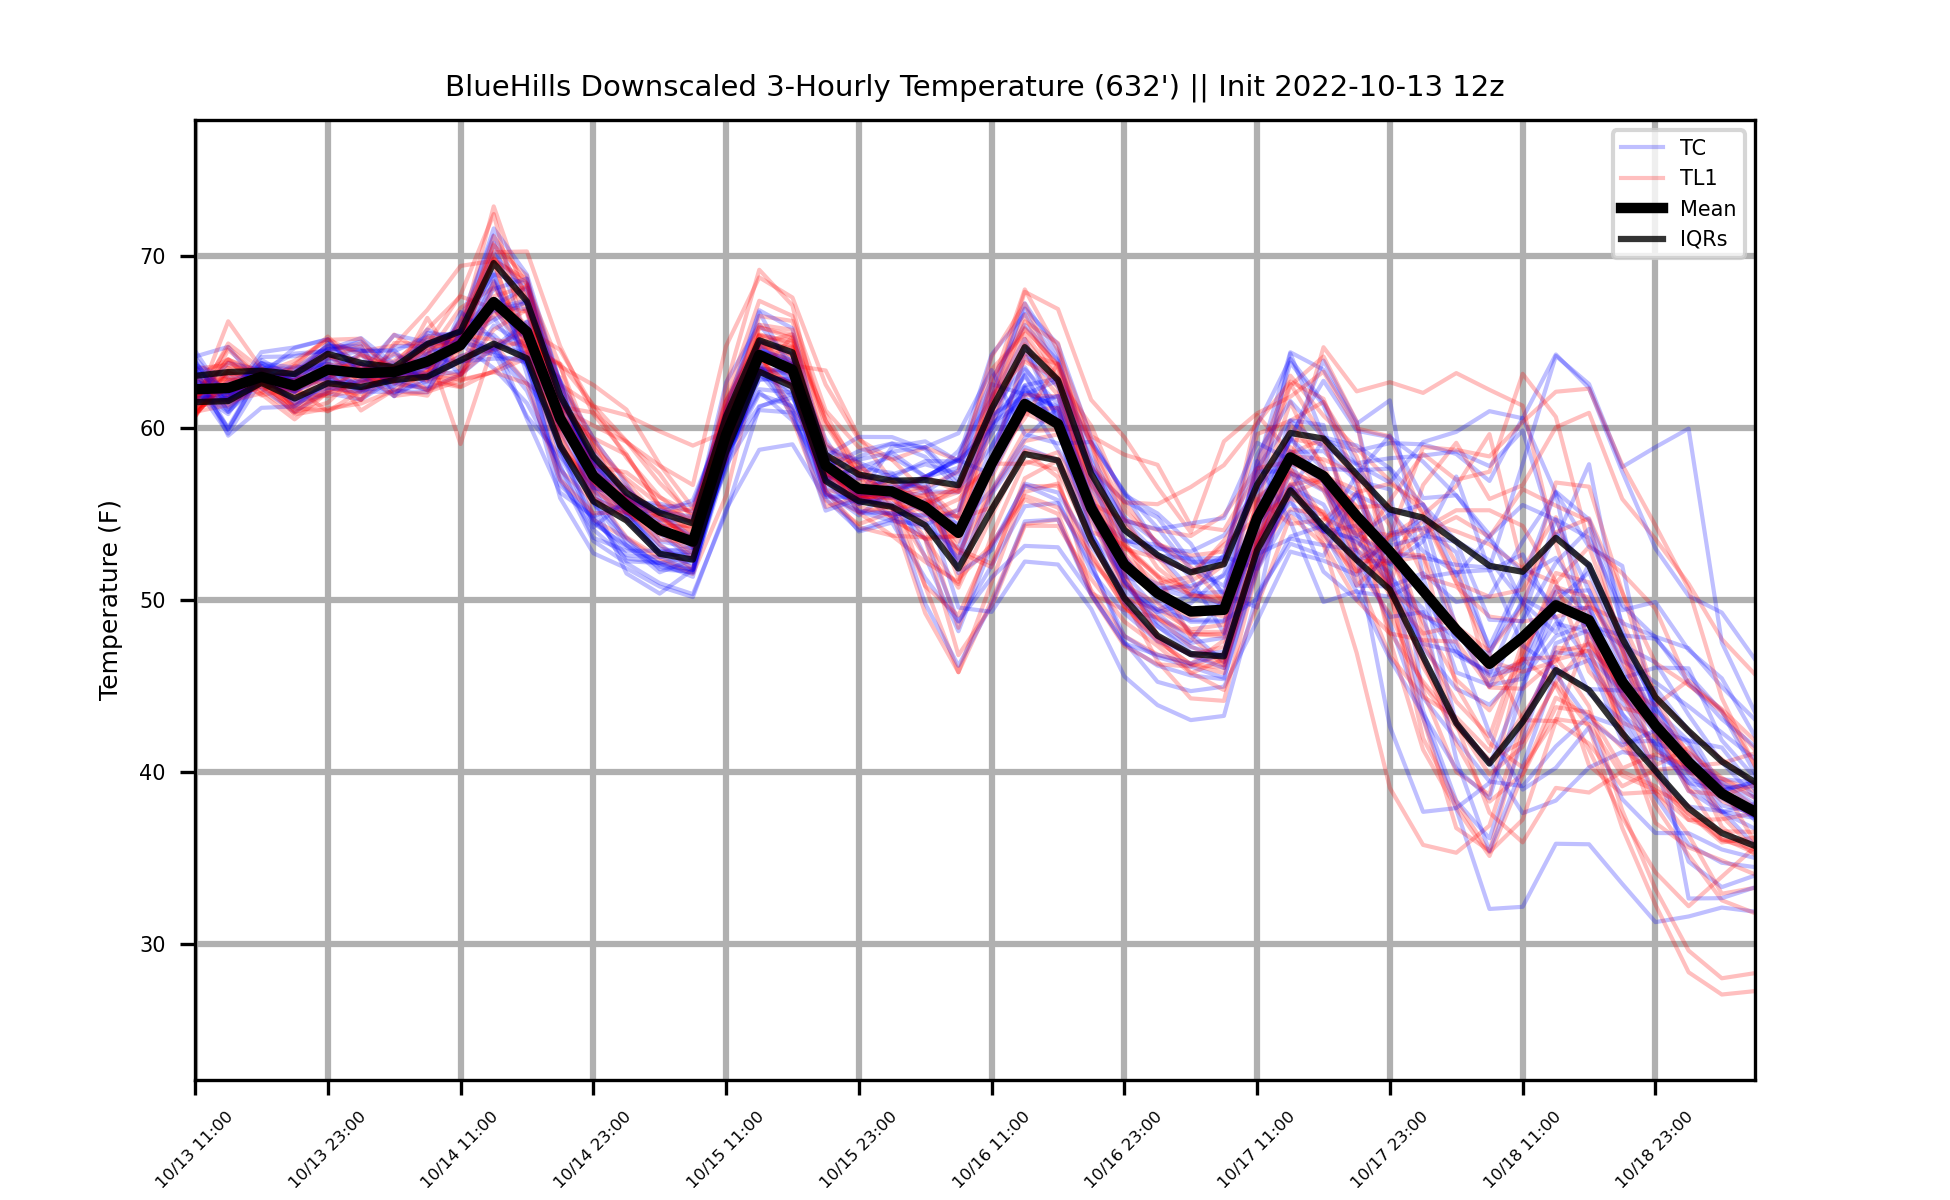 BlueHills Downscaled 3-Hourly Temperature (632') || Init 2022-10-13 12z
TC
TL1
Mean
IQRs
Temperature (F)
70
60
50
40
30
10/13 11:00
10/13 23:00
10/14 11:00
10/14 23:00
10/15 11:00
10/15 23:00
10/16 11:00
10/16 23:00
10/17 11:00
10/17 23:00
10/18 11:00
10/18 23:00